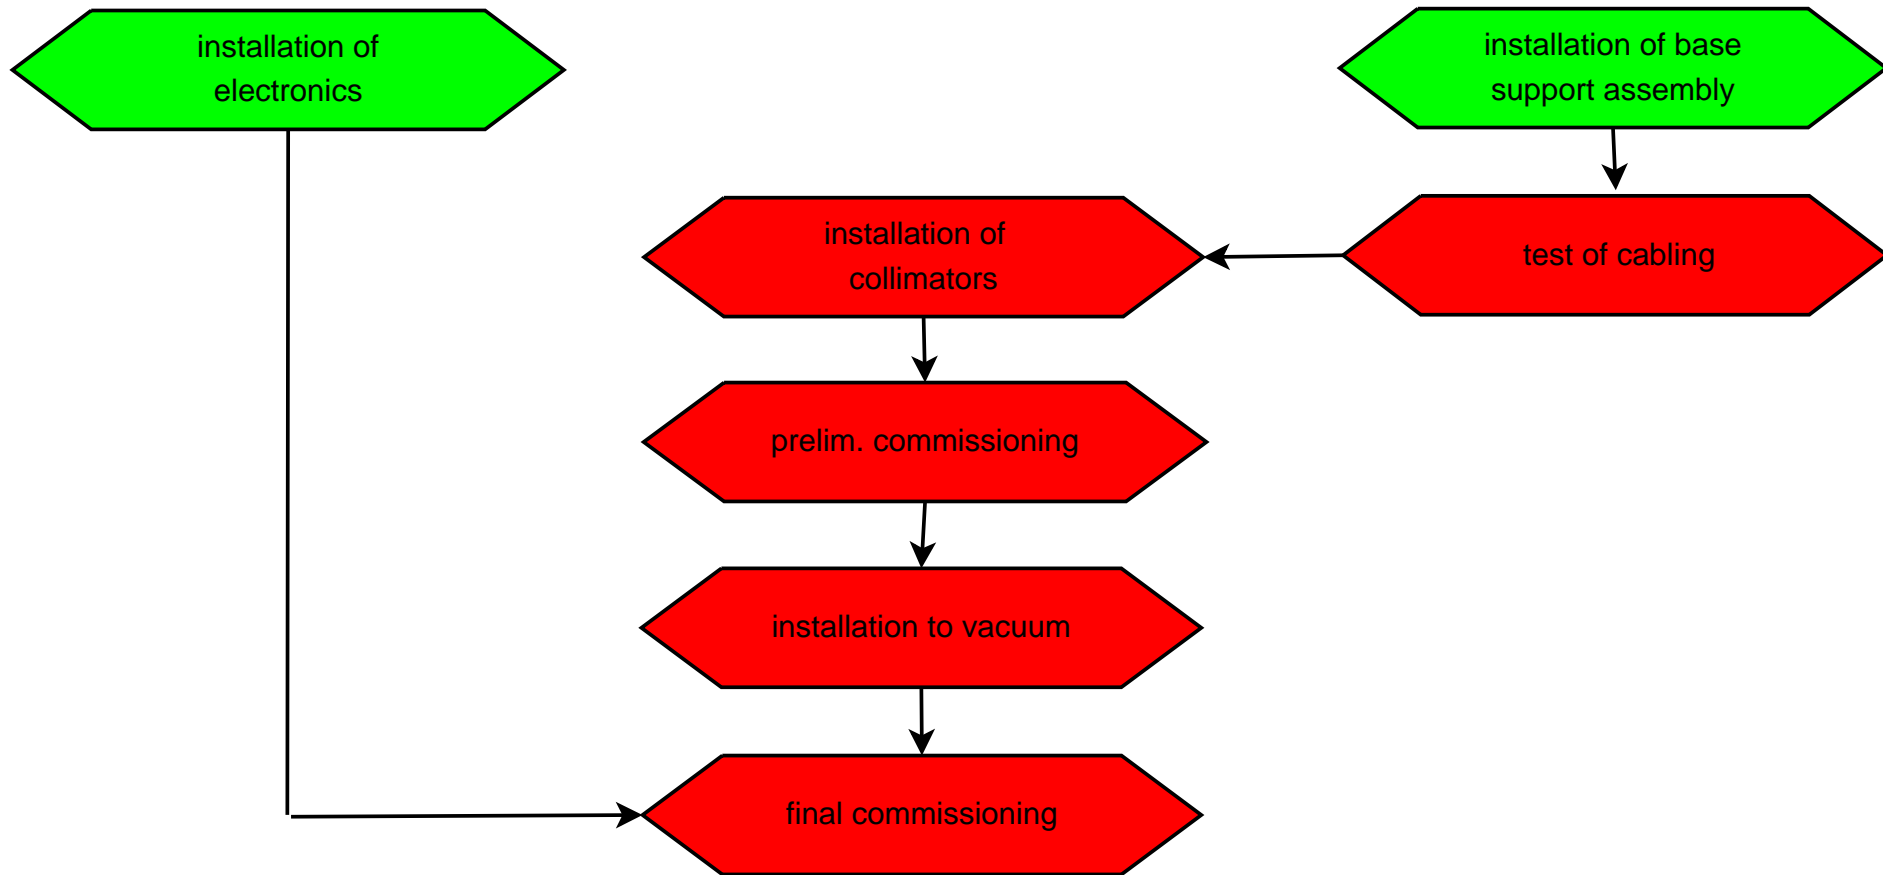 installation of
electronics
installation of base
support assembly
installation of
collimators
test of cabling
prelim. commissioning
installation to vacuum
final commissioning